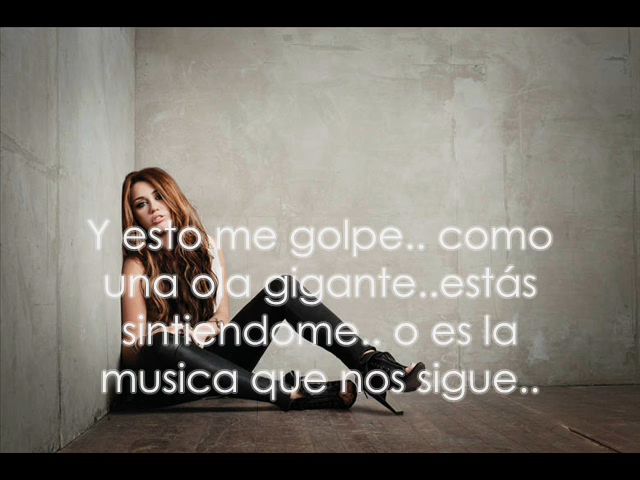 Y esto me golpe.. como
una ola gigante..estás
sintiendome.. o es la
musica que nos sigue..